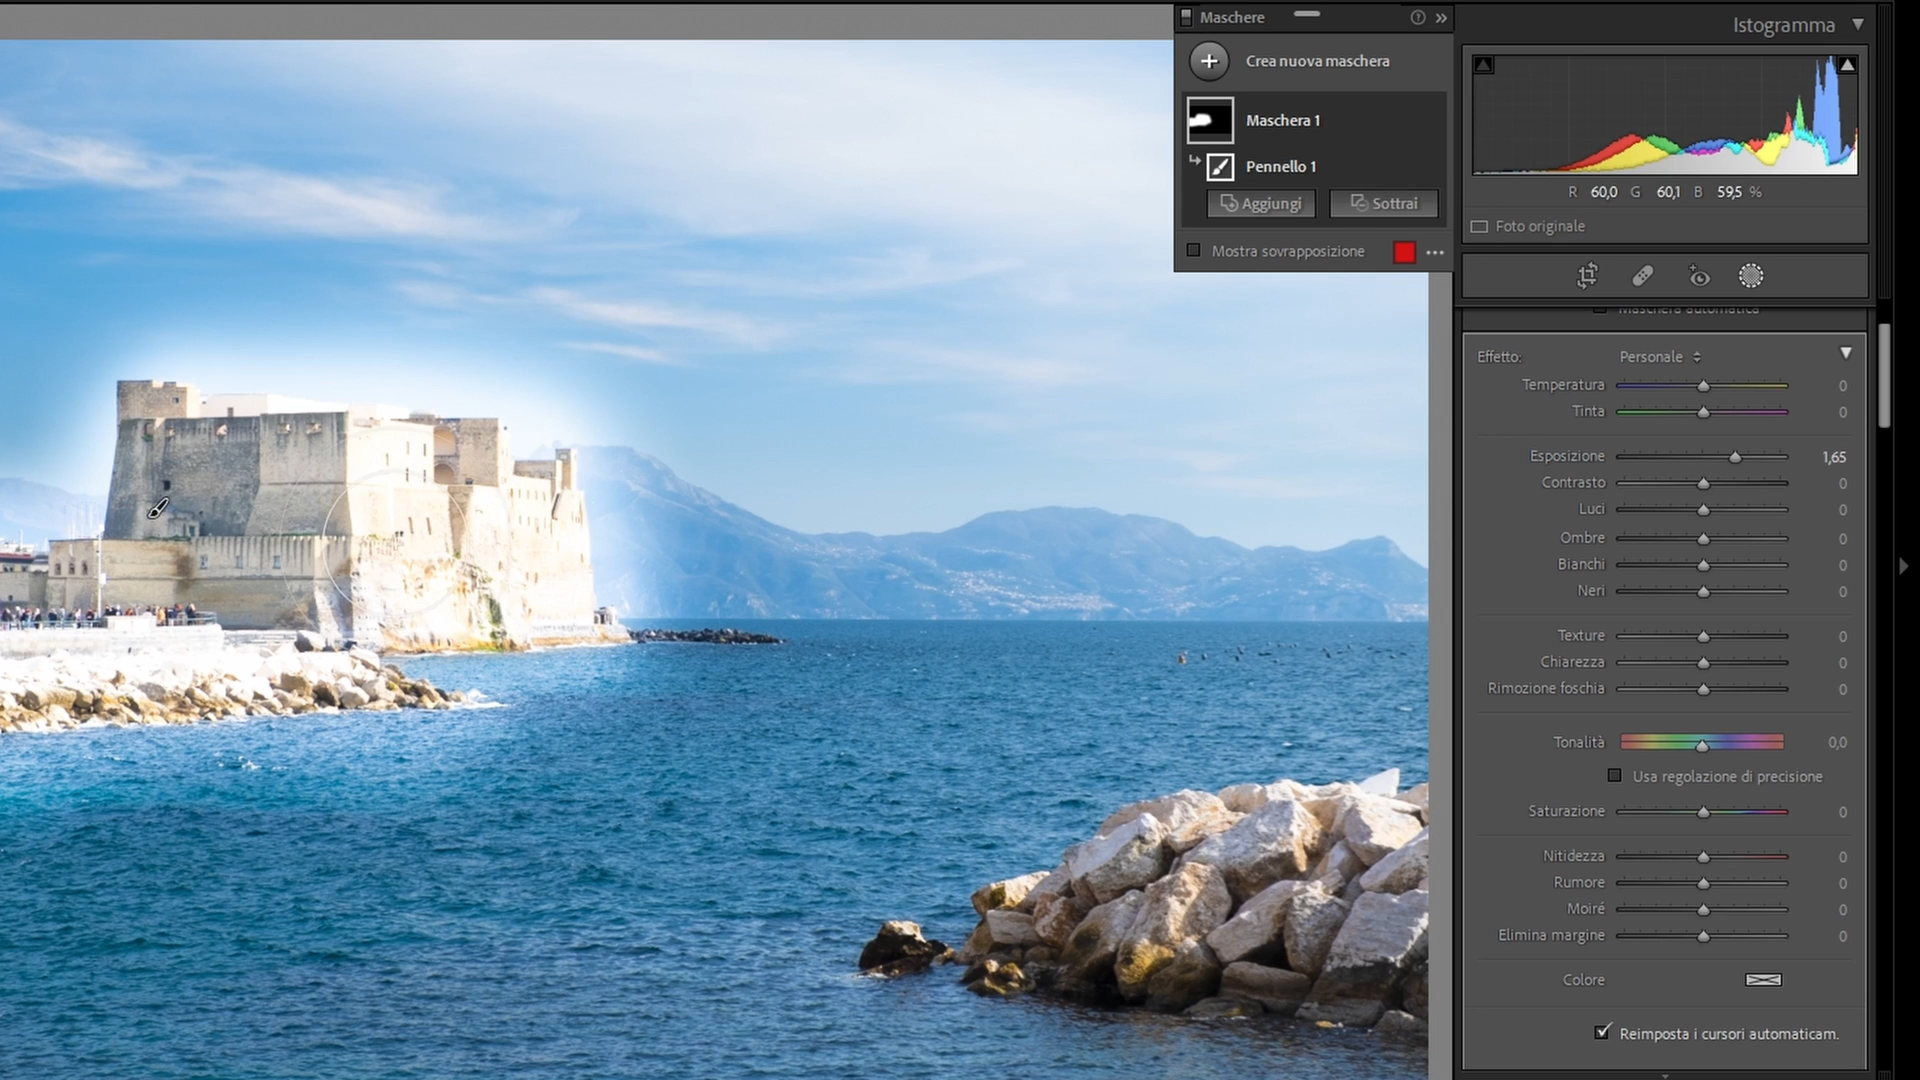 Maschere
Crea nuova maschera
Maschera 1
Pennello 1
Aggiungi
Sottrai
Mostra sovrapposizione
Istogramma
R 60,0 G 60,1 B 59,5 %
Foto originale
Maschera automatica
Effetto: Personale
Temperatura 0
Tinta 0
Esposizione 1,65
Contrasto 0
Luci 0
Ombre 0
Bianchi 0
Neri 0
Texture 0
Chiarezza 0
Rimozione foschia 0
Tonalità 0,0
Usa regolazione di precisione
Saturazione 0
Nitidezza 0
Rumore 0
Moiré 0
Elimina margine 0
Colore
Reimposta i cursori automaticam.